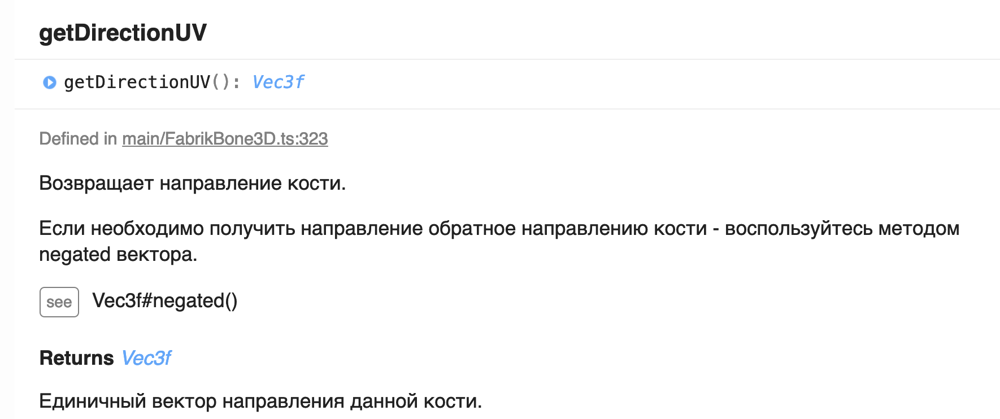 getDirectionUV
getDirectionUV(): Vec3f
Defined in main/FabrikBone3D.ts:323
Возвращает направление кости.
Если необходимо получить направление обратное направлению кости - воспользуйтесь методом
negated вектора.
see Vec3f#negated()
Returns Vec3f
Единичный вектор направления данной кости.